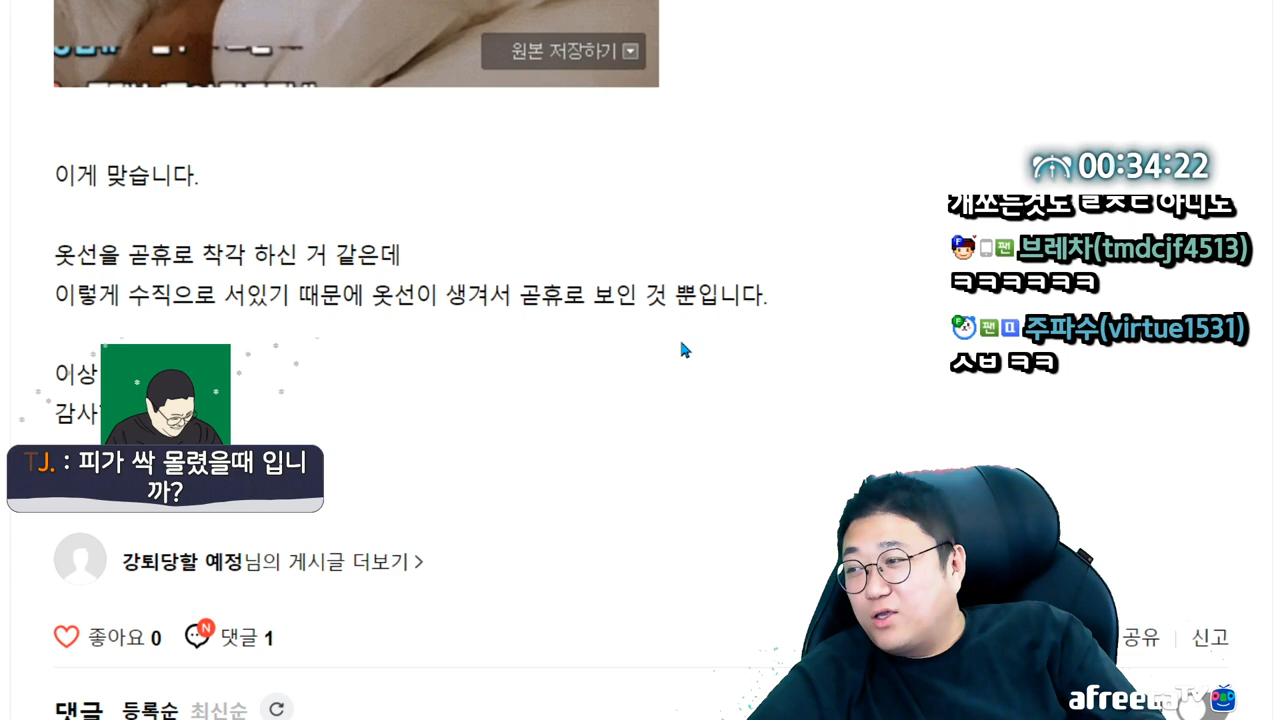 원본 저장하기
이게 맞습니다.
옷선을 곧휴로 착각 하신 거 같은데
이렇게 수직으로 서있기 때문에 옷선이 생겨서 곧휴로 보인 것 뿐입니다.
이상
감사
TJ. : 피가 싹 몰렸을때 입니
까?
강퇴당할 예정님의 게시글 더보기 >
좋아요 0 N 댓글 1
공유 신고
댓글 등록순 최신순
00:34:22
브레차(tmdcjf4513)
ㅋㅋㅋㅋㅋㅋ
주파수(virtue1531)
ㅅㅂ ㅋㅋ
afreecaTV